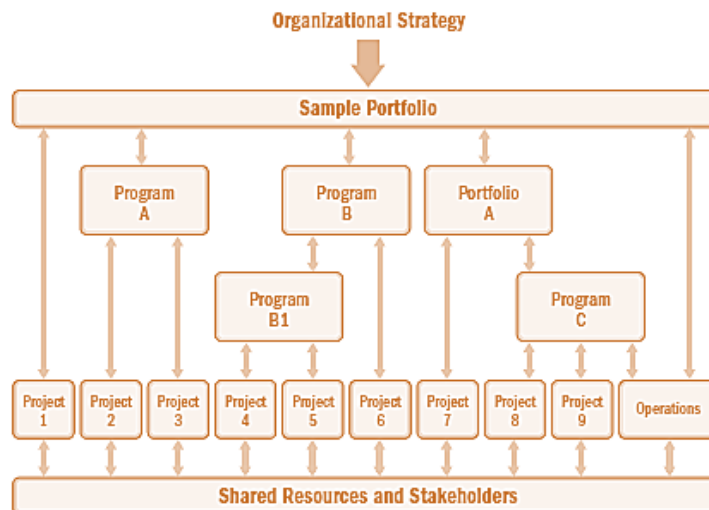 Organizational Strategy
Sample Portfolio
Program
A
Program
B
Portfolio
A
Program
B1
Program
C
Project
1
Project
2
Project
3
Project
4
Project
5
Project
6
Project
7
Project
8
Project
9
Operations
Shared Resources and Stakeholders